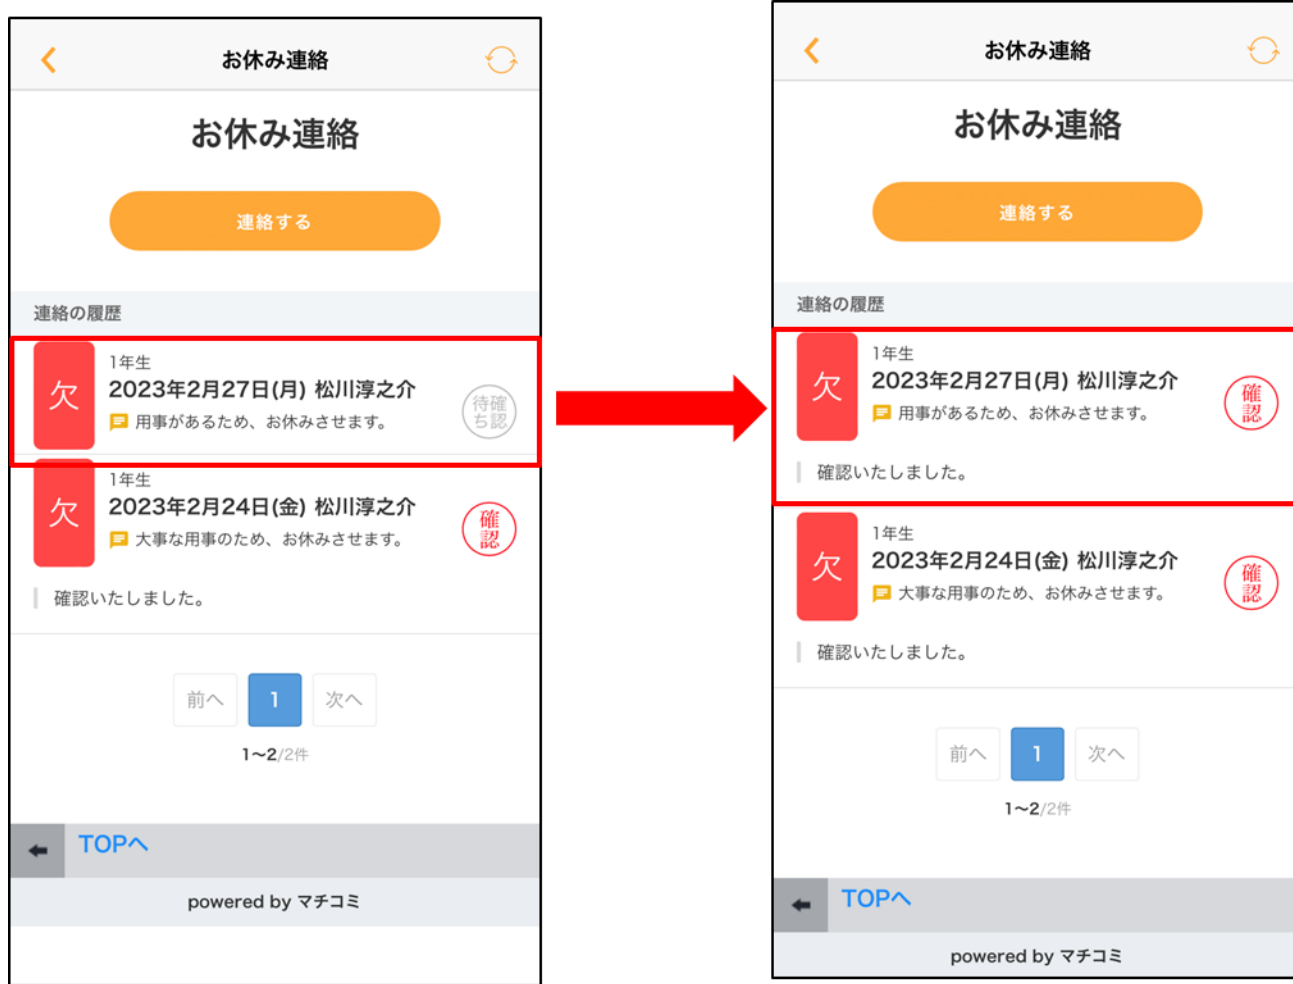 お休み連絡
お休み連絡
連絡する
連絡の履歴
欠
1年生
2023年2月27日(月) 松川淳之介
用事があるため、お休みさせます。
確認待ち
欠
1年生
2023年2月24日(金) 松川淳之介
大事な用事のため、お休みさせます。
確認
確認いたしました。
前へ 1 次へ
1〜2/2件
TOPへ
powered by マチコミ
お休み連絡
お休み連絡
連絡する
連絡の履歴
欠
1年生
2023年2月27日(月) 松川淳之介
用事があるため、お休みさせます。
確認
確認いたしました。
欠
1年生
2023年2月24日(金) 松川淳之介
大事な用事のため、お休みさせます。
確認
確認いたしました。
前へ 1 次へ
1〜2/2件
TOPへ
powered by マチコミ